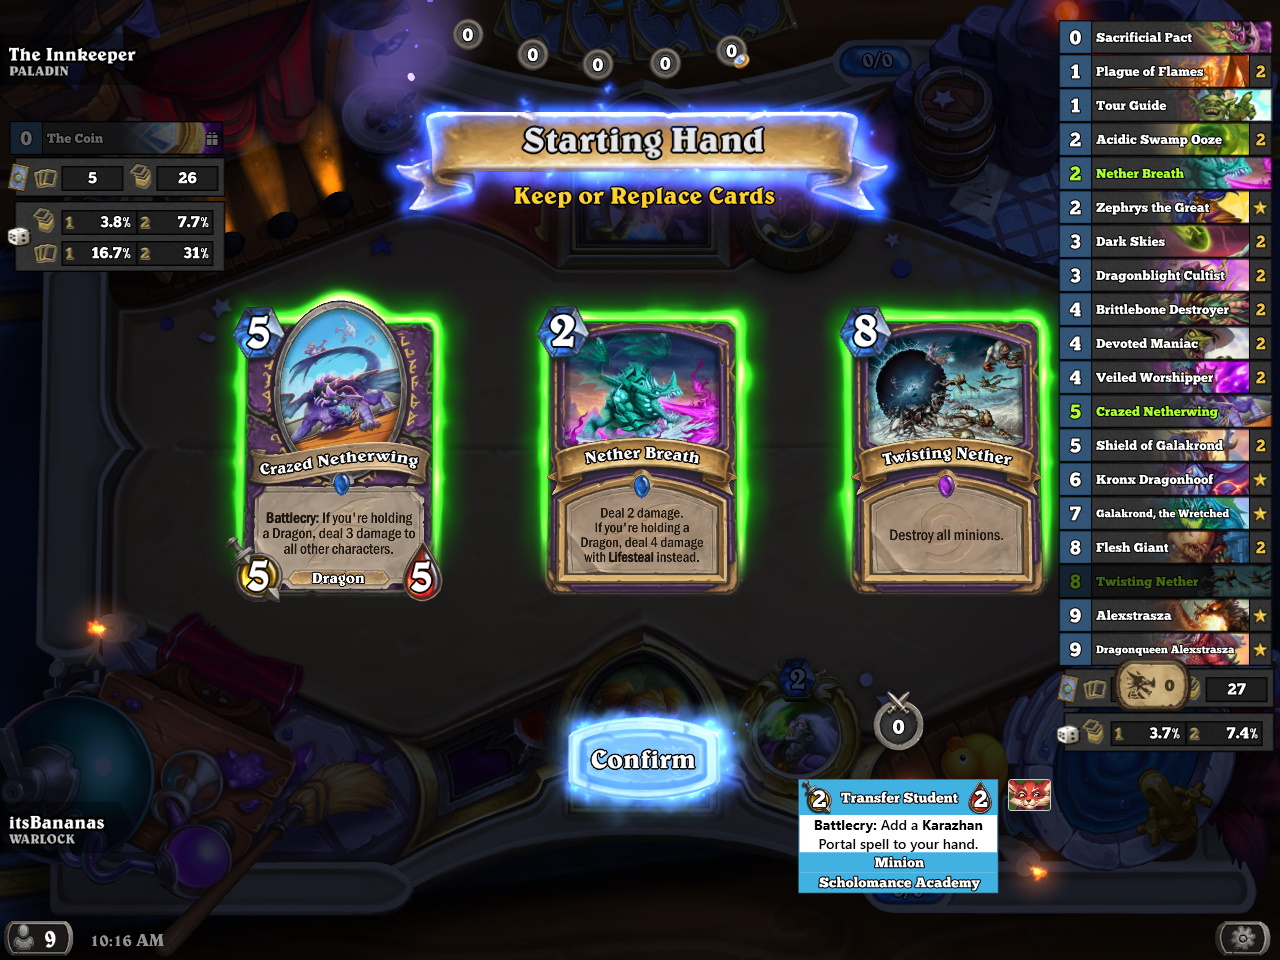 The Innkeeper
PALADIN
0 The Coin
5 26
1 3.8% 2 7.7%
1 16.7% 2 31%
0
0
0
0
0
0/0
Starting Hand
Keep or Replace Cards
5
Crazed Netherwing
Battlecry: If you're holding
a Dragon, deal 3 damage to
all other characters.
5 Dragon 5
2
Nether Breath
Deal 2 damage.
If you're holding a
Dragon, deal 4 damage
with Lifesteal instead.
8
Twisting Nether
Destroy all minions.
0 Sacrificial Pact
1 Plague of Flames 2
1 Tour Guide
2 Acidic Swamp Ooze 2
2 Nether Breath
2 Zephrys the Great
3 Dark Skies 2
3 Dragonblight Cultist 2
4 Brittlebone Destroyer 2
4 Devoted Maniac 2
4 Veiled Worshipper 2
5 Crazed Netherwing
5 Shield of Galakrond 2
6 Kronx Dragonhoof
7 Galakrond, the Wretched
8 Flesh Giant 2
8 Twisting Nether
9 Alexstrasza
9 Dragonqueen Alexstrasza
0 27
1 3.7% 2 7.4%
2
0
Confirm
2 Transfer Student 2
Battlecry: Add a Karazhan
Portal spell to your hand.
Minion
Scholomance Academy
itsBananas
WARLOCK
9 10:16 AM